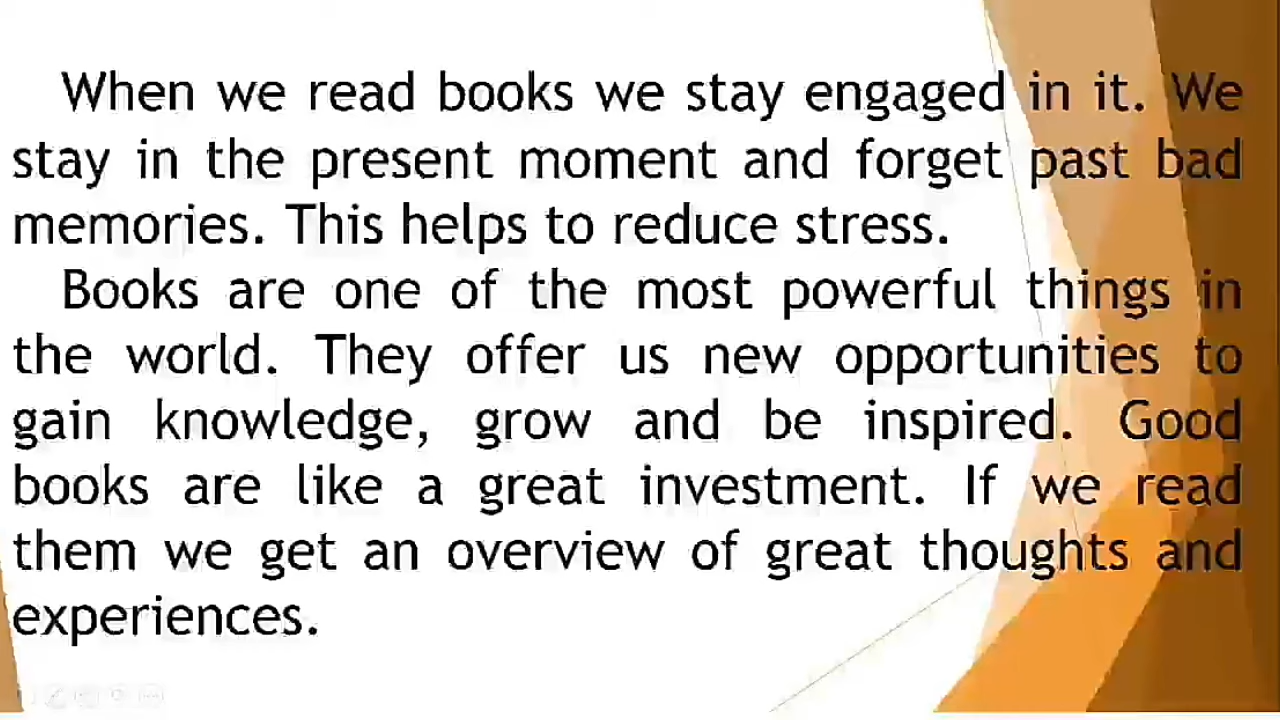 When we read books we stay engaged in it. We
stay in the present moment and forget past bad
memories. This helps to reduce stress.
Books are one of the most powerful things in
the world. They offer us new opportunities to
gain knowledge, grow and be inspired. Good
books are like a great investment. If we read
them we get an overview of great thoughts and
experiences.